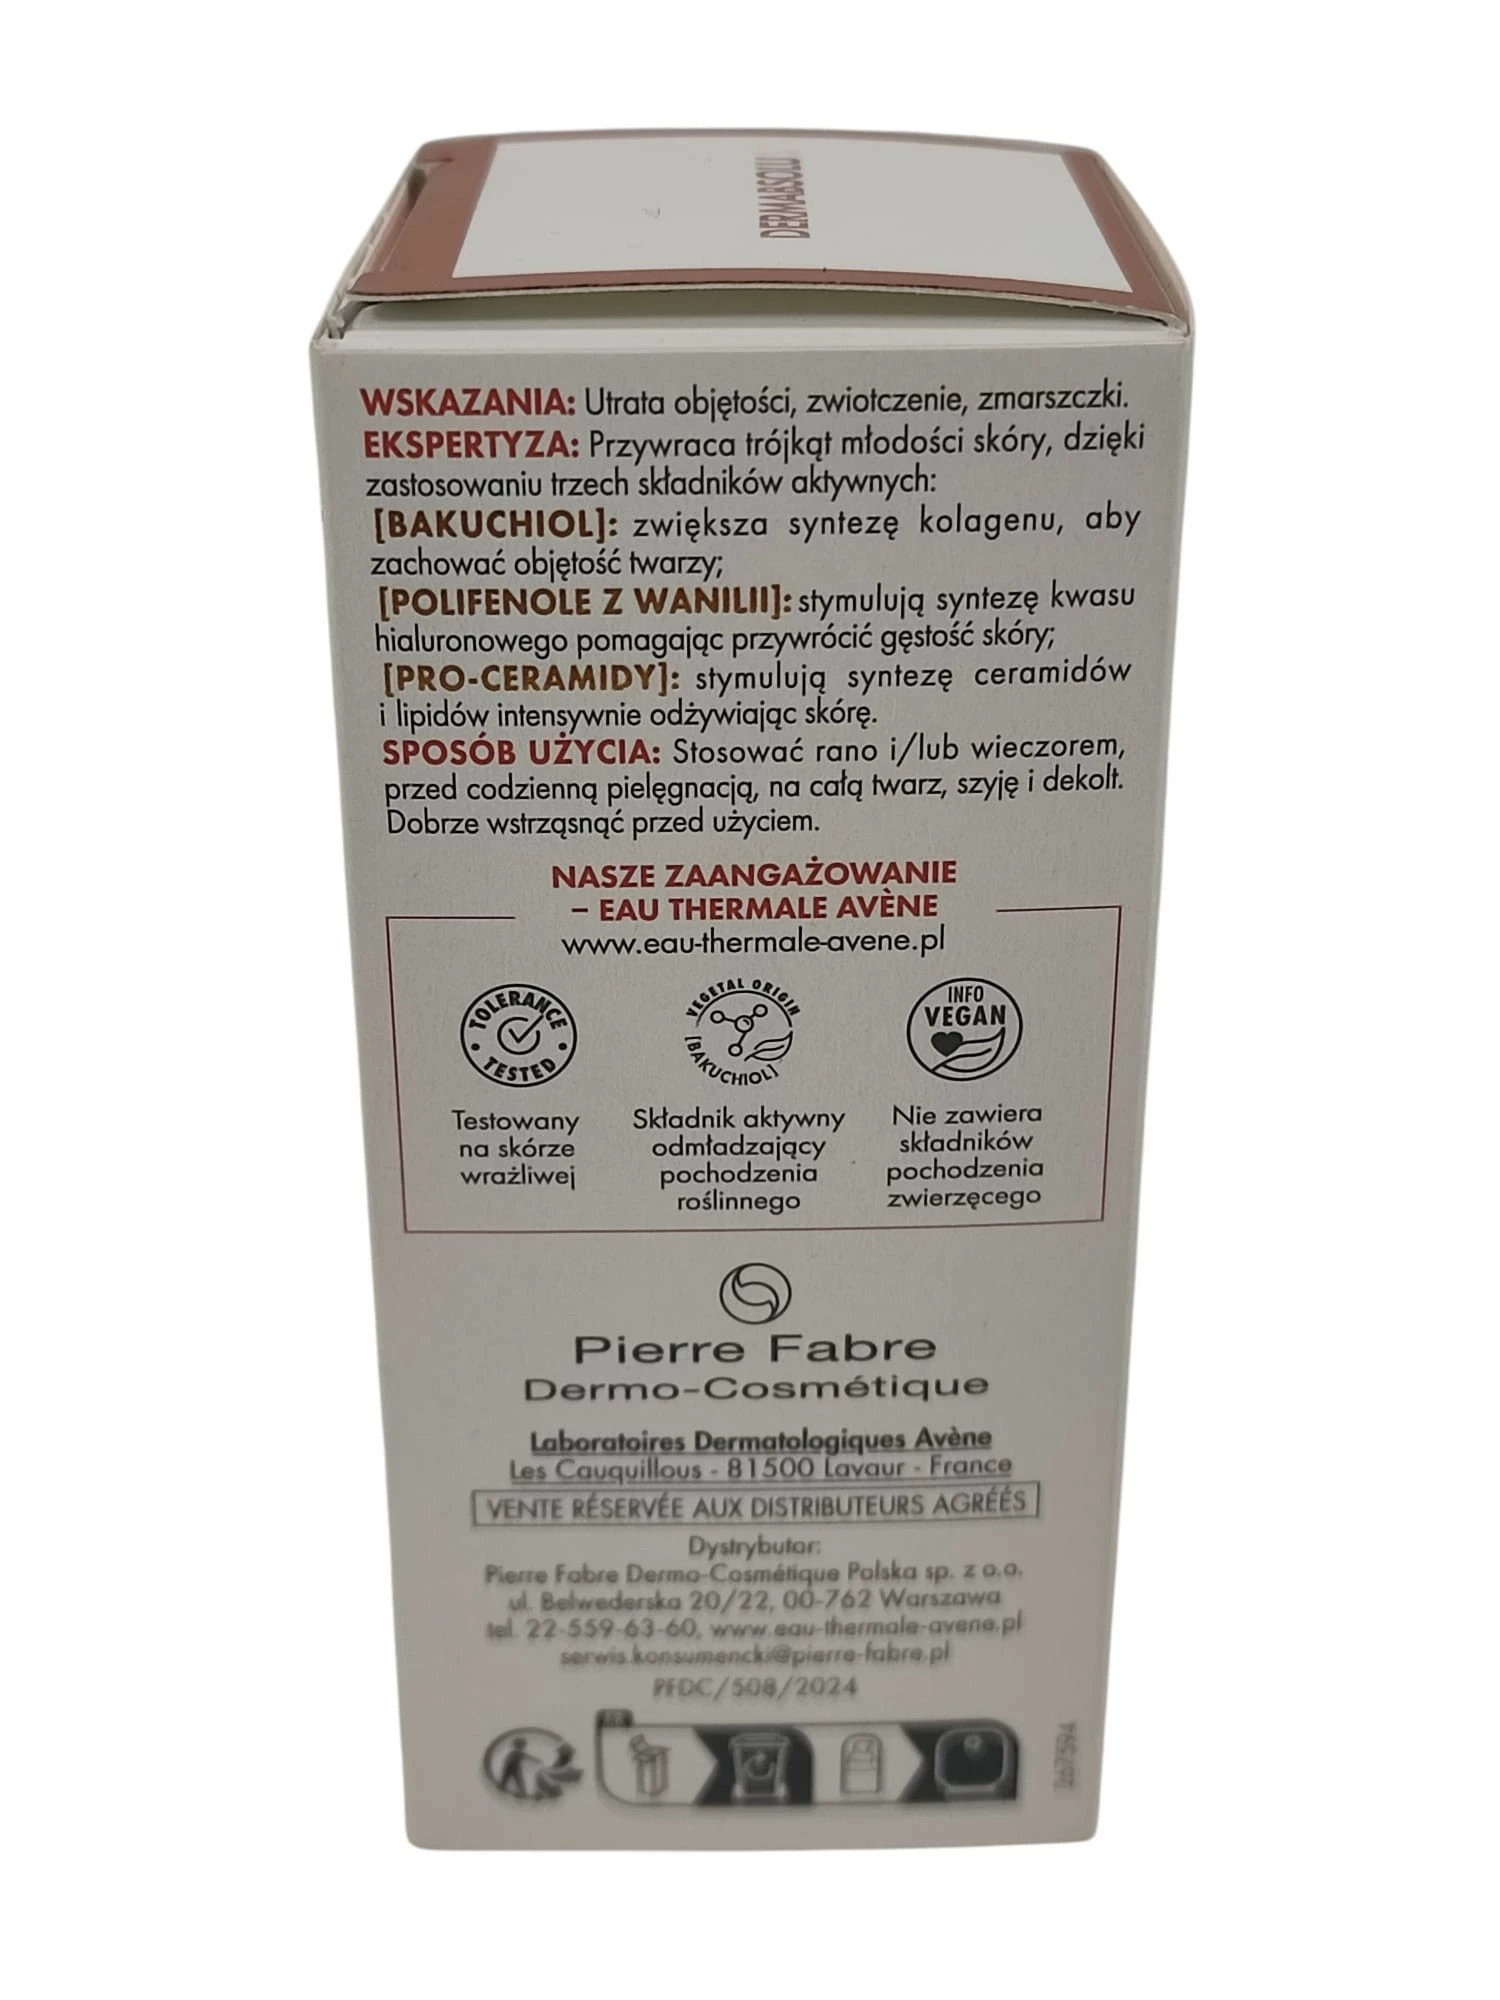 DERMABSOLU
WSKAZANIA: Utrata objętości, zwiotczenie, zmarszczki.
EKSPERTYZA: Przywraca trójkąt młodości skóry, dzięki
zastosowaniu trzech składników aktywnych:
[BAKUCHIOL]: zwiększa syntezę kolagenu, aby
zachować objętość twarzy;
[POLIFENOLE Z WANILII]: stymulują syntezę kwasu
hialuronowego pomagając przywrócić gęstość skóry;
[PRO-CERAMIDY]: stymulują syntezę ceramidów
i lipidów intensywnie odżywiając skórę.
SPOSÓB UŻYCIA: Stosować rano i/lub wieczorem,
przed codzienną pielęgnacją, na całą twarz, szyję i dekolt.
Dobrze wstrząsnąć przed użyciem.
NASZE ZAANGAŻOWANIE
– EAU THERMALE AVÈNE
www.eau-thermale-avene.pl
TOLERANCE
TESTED
Testowany
na skórze
wrażliwej
VEGETAL ORIGIN
[BAKUCHIOL]
Składnik aktywny
odmładzający
pochodzenia
roślinnego
INFO
VEGAN
Nie zawiera
składników
pochodzenia
zwierzęcego
Pierre Fabre
Dermo-Cosmétique
Laboratoires Dermatologiques Avène
Les Cauquillous - 81500 Lavaur - France
VENTE RÉSERVÉE AUX DISTRIBUTEURS AGRÉÉS
Dystrybutor:
Pierre Fabre Dermo-Cosmétique Polska sp. z o.o.
ul. Belwederska 20/22, 00-762 Warszawa
tel. 22-559-63-60, www.eau-thermale-avene.pl
serwis.konsumencki@pierre-fabre.pl
PFDC/508/2024
267594